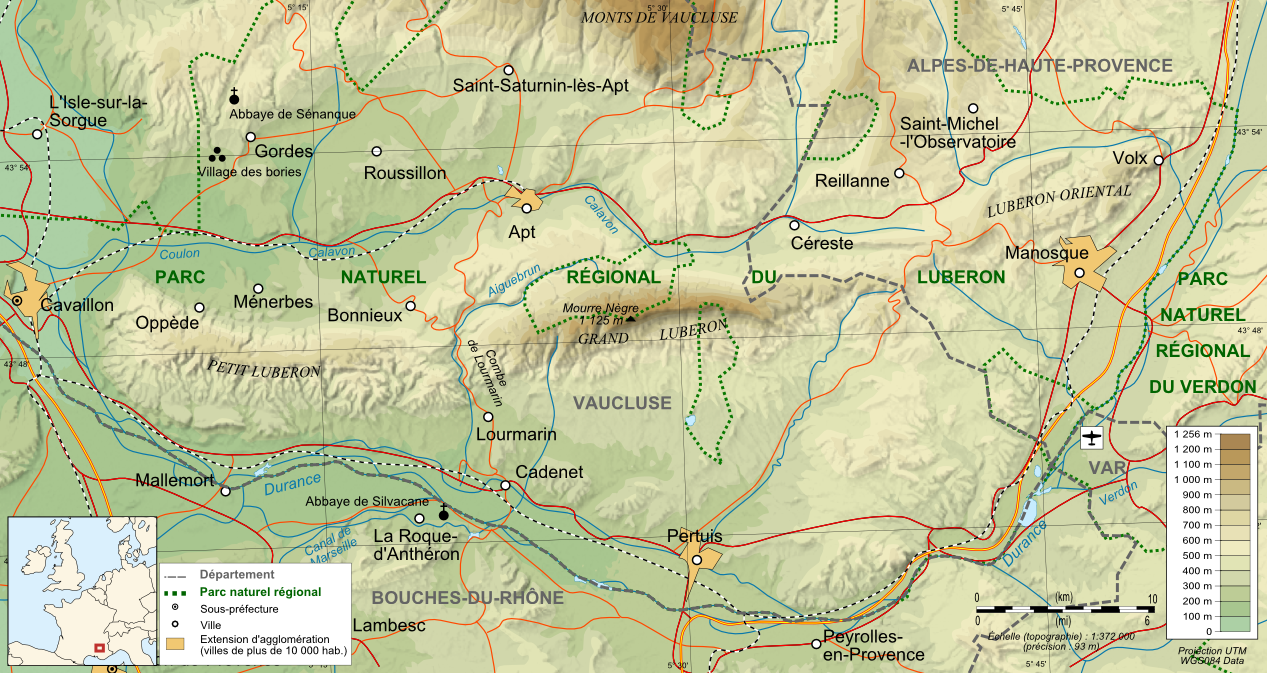 5° 15'
5° 30'
5° 45'
MONTS DE VAUCLUSE
ALPES-DE-HAUTE-PROVENCE
Saint-Saturnin-lès-Apt
L'Isle-sur-la-
Sorgue
Abbaye de Sénanque
Gordes
Village des bories
Roussillon
Saint-Michel
-l'Observatoire
Reillanne
Volx
43° 54'
43° 54'
LUBERON ORIENTAL
Apt
Calavon
Céreste
Manosque
Coulon
Calavon
PARC
NATUREL
RÉGIONAL
DU
LUBERON
Aiguebrun
Cavaillon
Oppède
Ménerbes
Bonnieux
Mourre Nègre
1 125 m
GRAND
LUBERON
PARC
NATUREL
RÉGIONAL
DU VERDON
43° 48'
43° 48'
PETIT LUBERON
Combe
de Lourmarin
VAUCLUSE
Lourmarin
Cadenet
Mallemort
Durance
Abbaye de Silvacane
La Roque-
d'Anthéron
Canal de
Marseille
Pertuis
VAR
Verdon
Durance
BOUCHES-DU-RHÔNE
Lambesc
Peyrolles-
en-Provence
5° 30'
5° 45'
Département
Parc naturel régional
Sous-préfecture
Ville
Extension d'agglomération
(villes de plus de 10 000 hab.)
0 (km) 10
0 (mi) 6
Échelle (topographie) : 1:372 000
(précision : 93 m)
1 256 m
1 200 m
1 100 m
1 000 m
900 m
800 m
700 m
600 m
500 m
400 m
300 m
200 m
100 m
0
Projection UTM
WGS084 Data